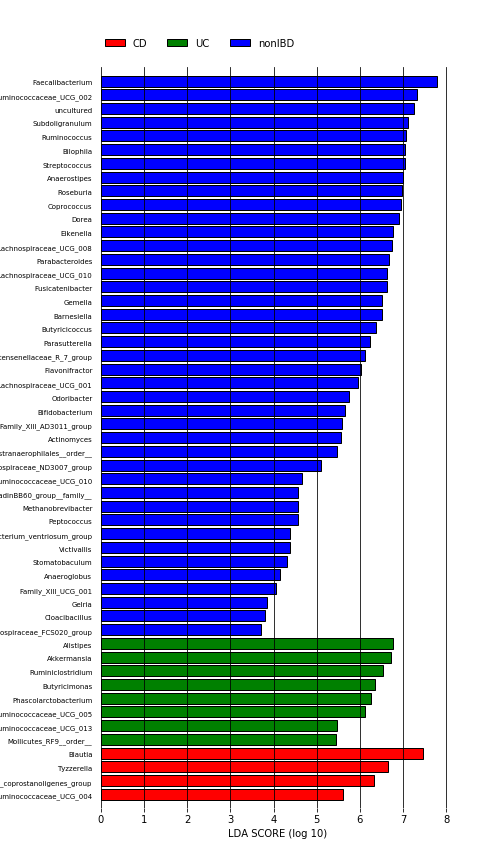 CD UC nonIBD
Faecalibacterium
uminococcaceae_UCG_002
uncultured
Subdoligranulum
Ruminococcus
Bilophila
Streptococcus
Anaerostipes
Roseburia
Coprococcus
Dorea
Eikenella
Lachnospiraceae_UCG_008
Parabacteroides
Lachnospiraceae_UCG_010
Fusicatenibacter
Gemella
Barnesiella
Butyricicoccus
Parasutterella
tensenellaceae_R_7_group
Flavonifractor
Lachnospiraceae_UCG_001
Odoribacter
Bifidobacterium
Family_XIII_AD3011_group
Actinomyces
stranaerophilales__order__
ospiraceae_ND3007_group
uminococcaceae_UCG_010
adinBB60_group__family__
Methanobrevibacter
Peptococcus
cterium_ventriosum_group
Victivallis
Stomatobaculum
Anaeroglobus
Family_XIII_UCG_001
Gelria
Cloacibacillus
ospiraceae_FCS020_group
Alistipes
Akkermansia
Ruminiclostridium
Butyricimonas
Phascolarctobacterium
uminococcaceae_UCG_005
uminococcaceae_UCG_013
Mollicutes_RF9__order__
Blautia
Tyzzerella
_coprostanoligenes_group
uminococcaceae_UCG_004
0 1 2 3 4 5 6 7 8
LDA SCORE (log 10)